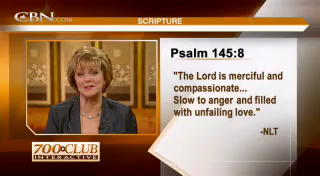 CBN.COM
SCRIPTURE
Psalm 145:8
"The Lord is merciful and
compassionate...
Slow to anger and filled
with unfailing love."
-NLT
700 CLUB
INTERACTIVE